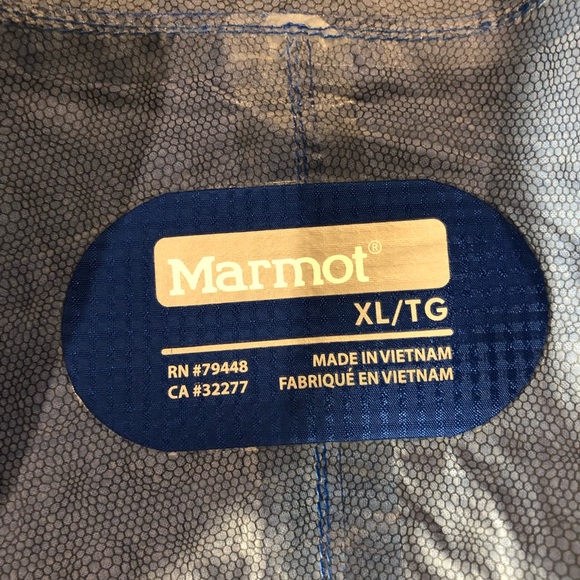 Marmot®
XL/TG
RN #79448
CA #32277
MADE IN VIETNAM
FABRIQUÉ EN VIETNAM